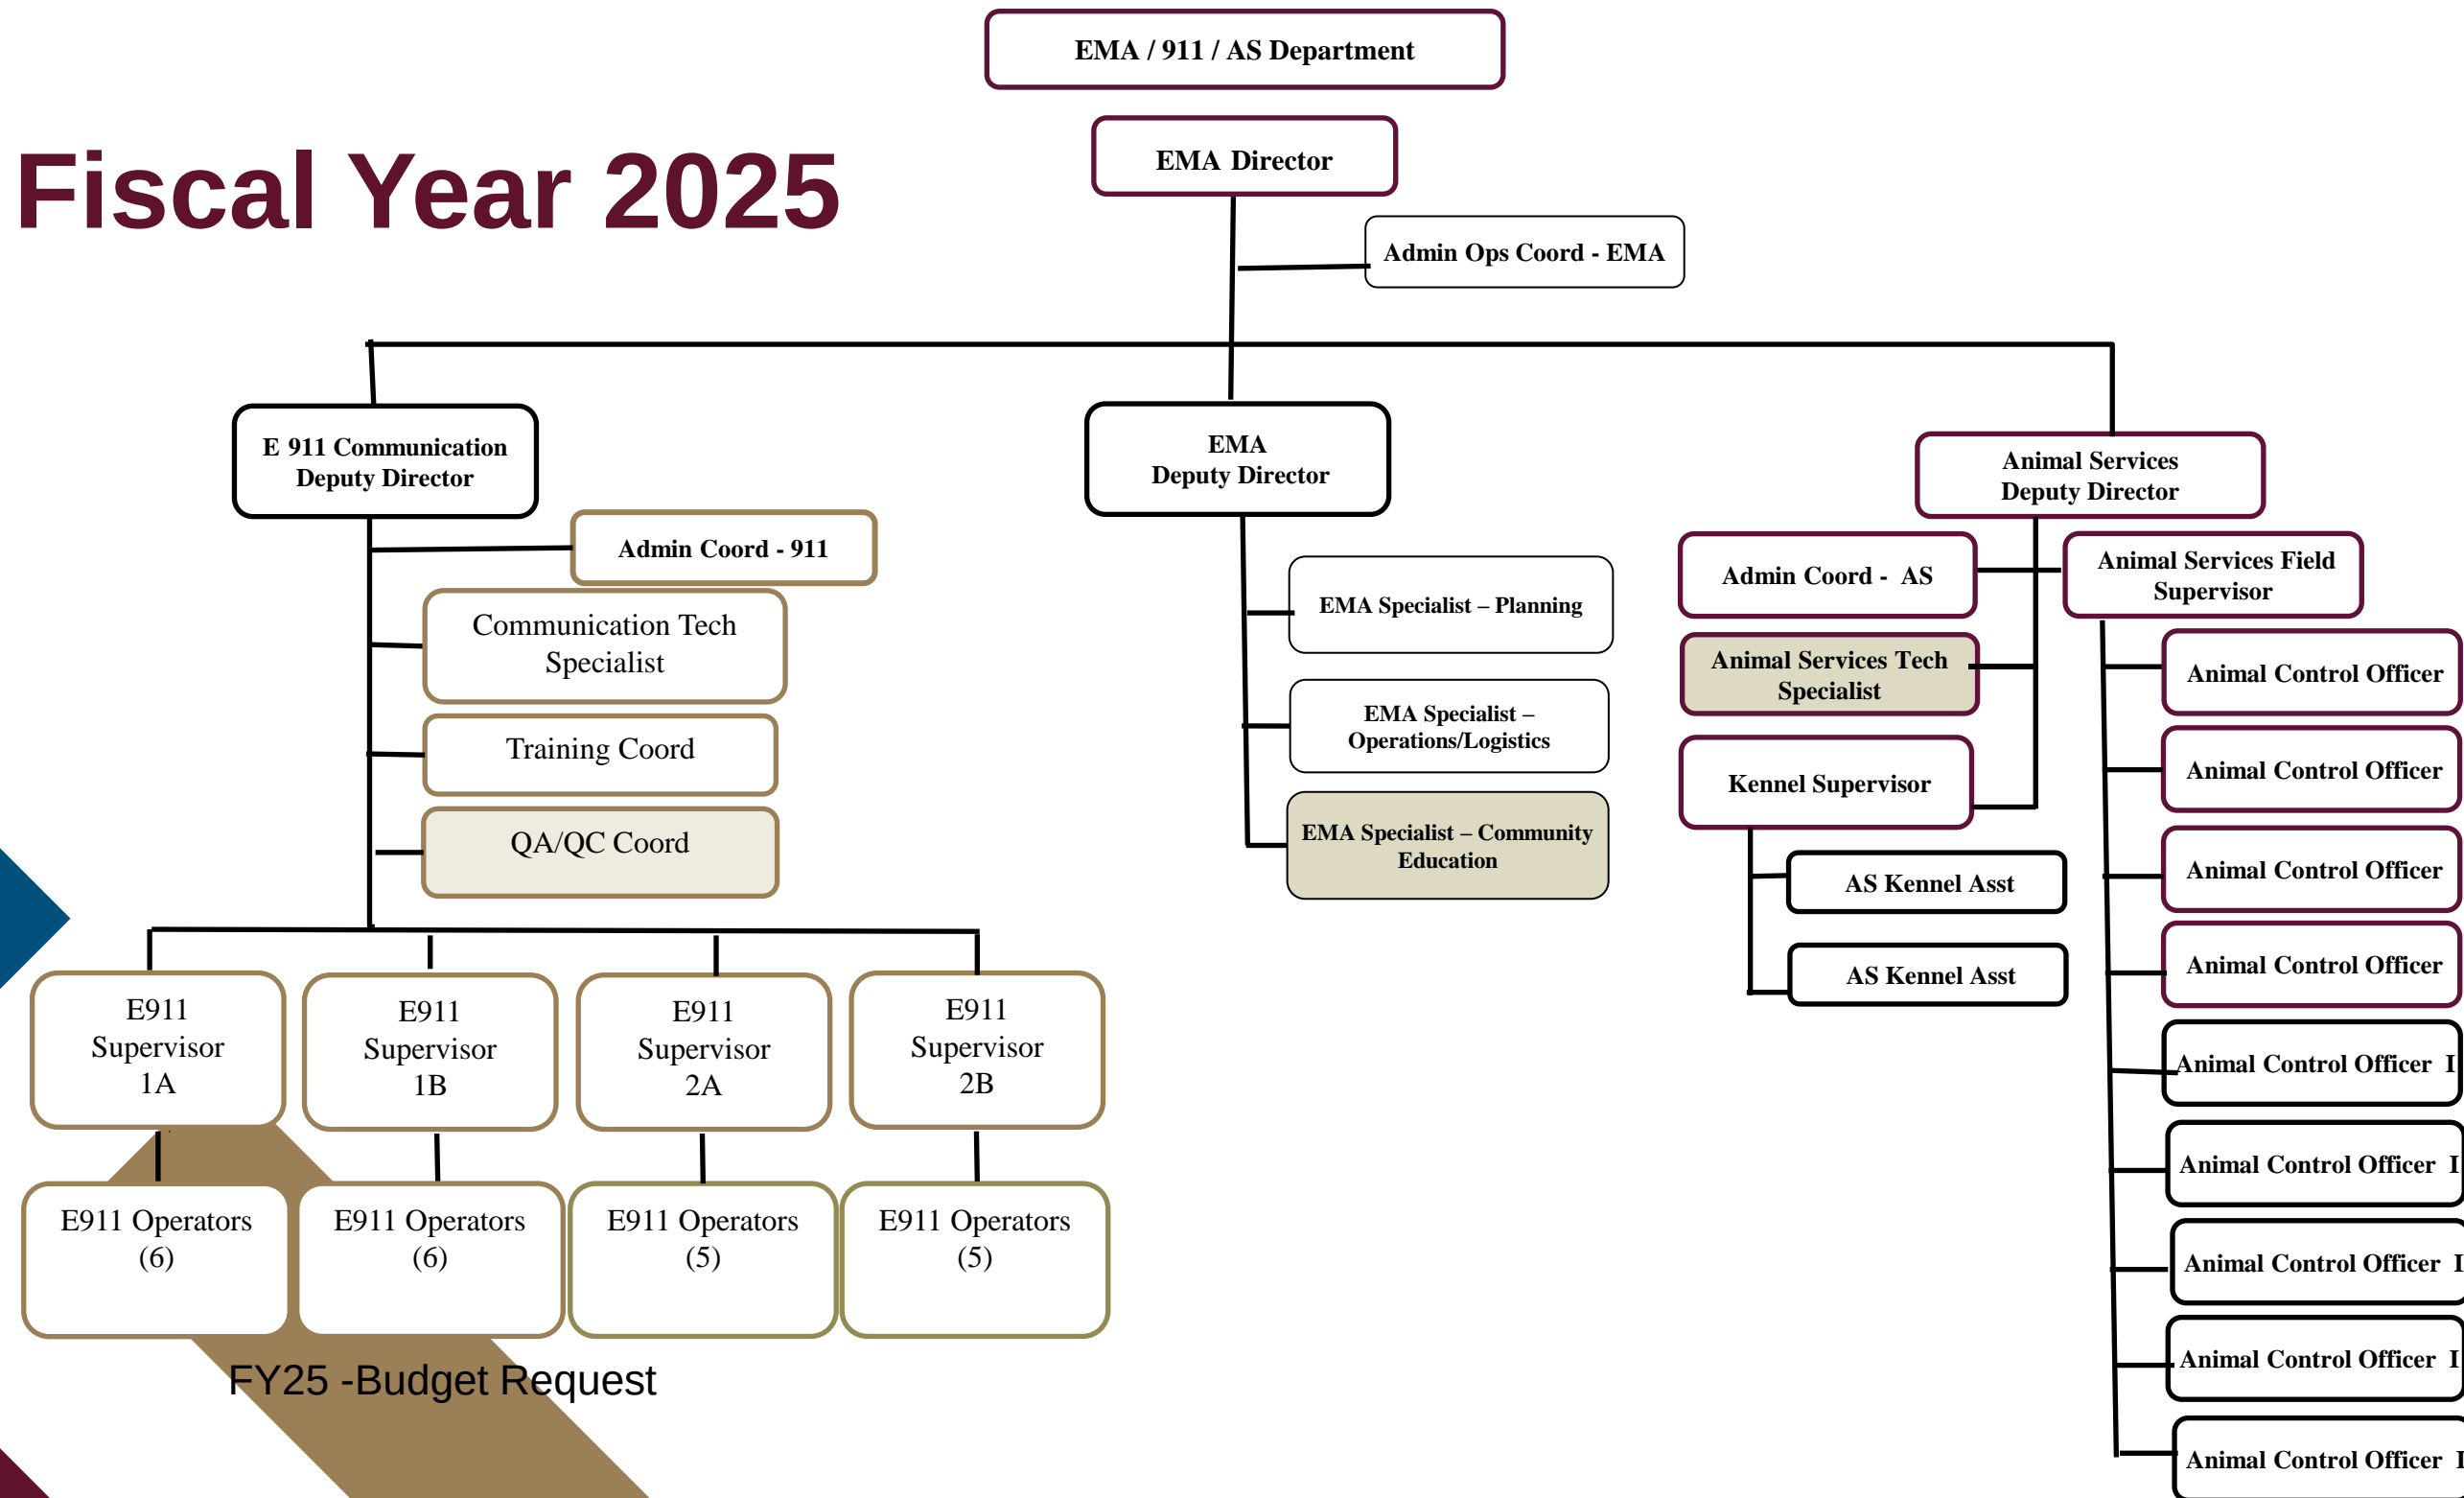 EMA / 911 / AS Department
EMA Director
Fiscal Year 2025
Admin Ops Coord - EMA
E 911 Communication
Deputy Director
EMA
Deputy Director
Animal Services
Deputy Director
Admin Coord - 911
Communication Tech
Specialist
Training Coord
QA/QC Coord
EMA Specialist – Planning
EMA Specialist –
Operations/Logistics
EMA Specialist – Community
Education
Admin Coord - AS
Animal Services Tech
Specialist
Kennel Supervisor
AS Kennel Asst
AS Kennel Asst
Animal Services Field
Supervisor
Animal Control Officer
Animal Control Officer
Animal Control Officer
Animal Control Officer
Animal Control Officer I
Animal Control Officer I
Animal Control Officer I
Animal Control Officer I
Animal Control Officer I
E911
Supervisor
1A
E911
Supervisor
1B
E911
Supervisor
2A
E911
Supervisor
2B
E911 Operators
(6)
E911 Operators
(6)
E911 Operators
(5)
E911 Operators
(5)
FY25 -Budget Request